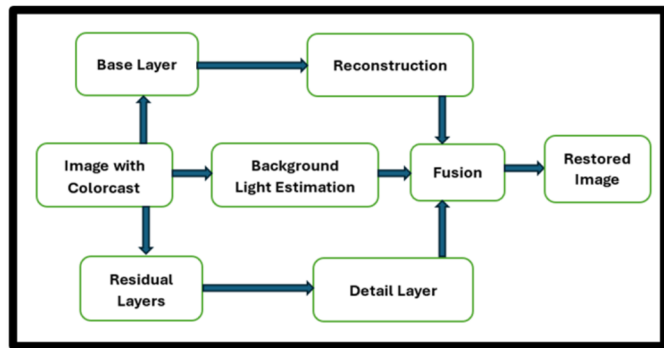 Base Layer
Reconstruction
Image with
Colorcast
Background
Light Estimation
Fusion
Restored
Image
Residual
Layers
Detail Layer